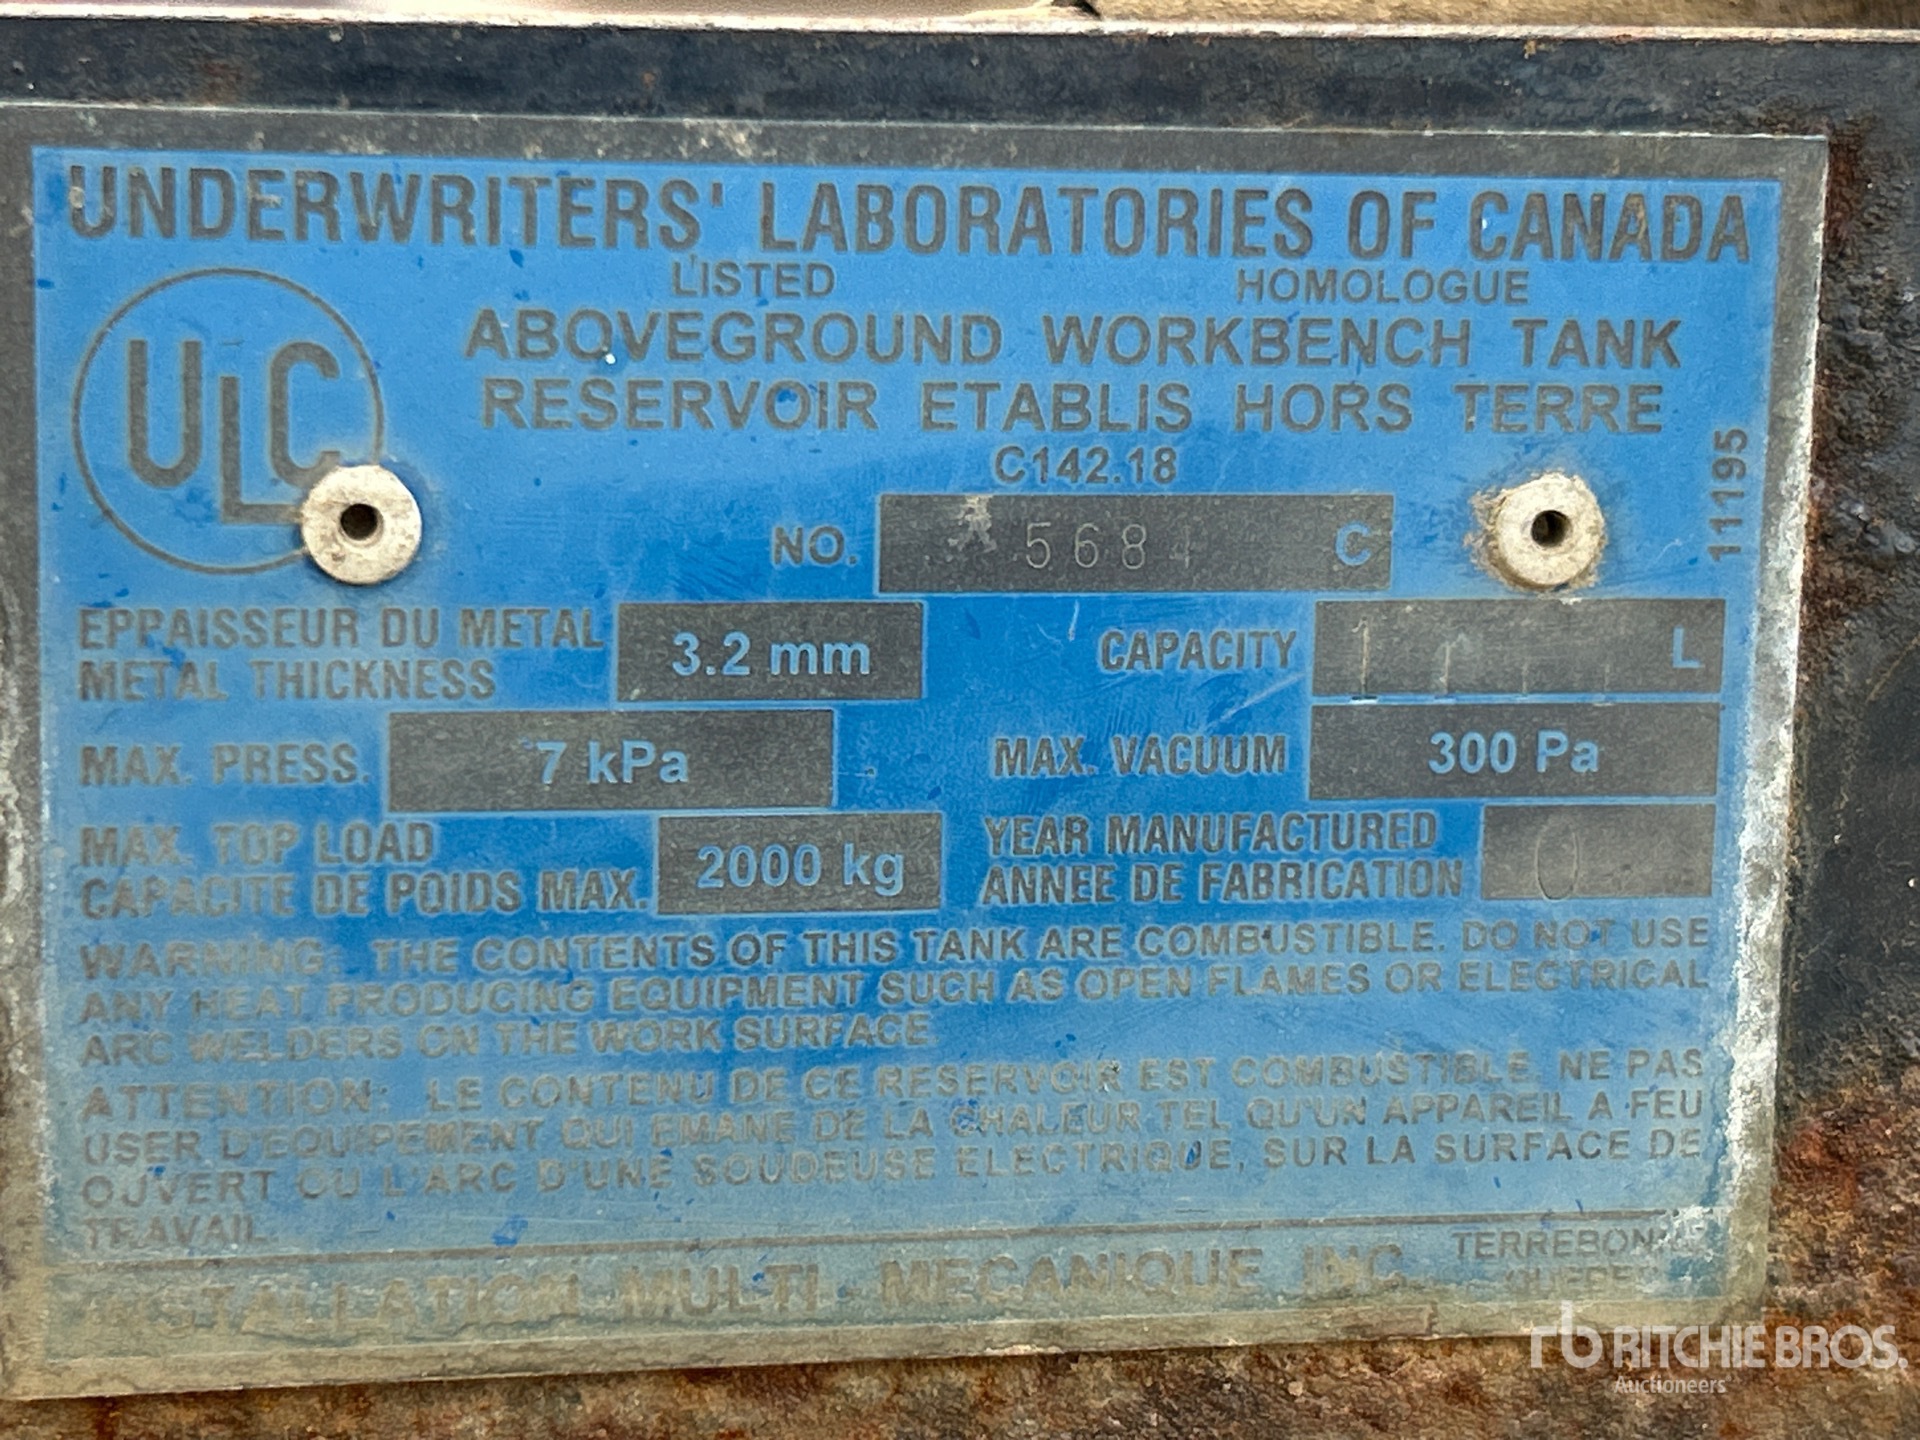 UNDERWRITERS' LABORATORIES OF CANADA
LISTED HOMOLOGUE
ULC
ABOVEGROUND WORKBENCH TANK
RESERVOIR ETABLIS HORS TERRE
C142.18
11195
NO. 5684 C
EPPAISSEUR DU METAL
METAL THICKNESS 3.2 mm
CAPACITY L
MAX. PRESS. 7 kPa
MAX. VACUUM 300 Pa
MAX. TOP LOAD
CAPACITE DE POIDS MAX. 2000 kg
YEAR MANUFACTURED
ANNEE DE FABRICATION 0
WARNING: THE CONTENTS OF THIS TANK ARE COMBUSTIBLE. DO NOT USE
ANY HEAT PRODUCING EQUIPMENT SUCH AS OPEN FLAMES OR ELECTRICAL
ARC WELDERS ON THE WORK SURFACE
ATTENTION: LE CONTENU DE CE RESERVOIR EST COMBUSTIBLE. NE PAS
USER D'EQUIPEMENT QUI EMANE DE LA CHALEUR TEL QU'UN APPAREIL A FEU
OUVERT OU L'ARC D'UNE SOUDEUSE ELECTRIQUE, SUR LA SURFACE DE
TRAVAIL.
INSTALLATION MULTI-MECANIQUE INC.
TERREBONNE
QUEBEC
rb RITCHIE BROS.
Auctioneers